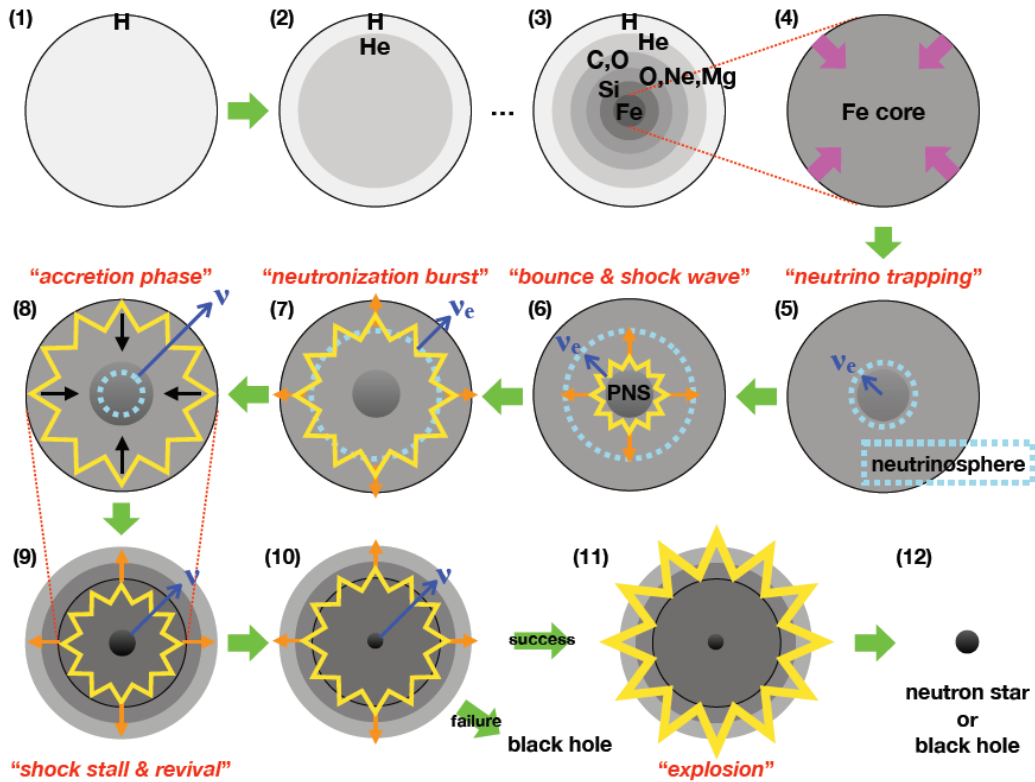 (1)
H
(2)
H
He
...
(3)
H
He
C,O
O,Ne,Mg
Si
Fe
(4)
Fe core
"accretion phase"
"neutronization burst"
"bounce & shock wave"
"neutrino trapping"
(8)
ν
(7)
νe
(6)
νe
PNS
(5)
νe
neutrinosphere
(9)
ν
(10)
ν
success
failure
black hole
(11)
(12)
neutron star
or
black hole
"shock stall & revival"
"explosion"